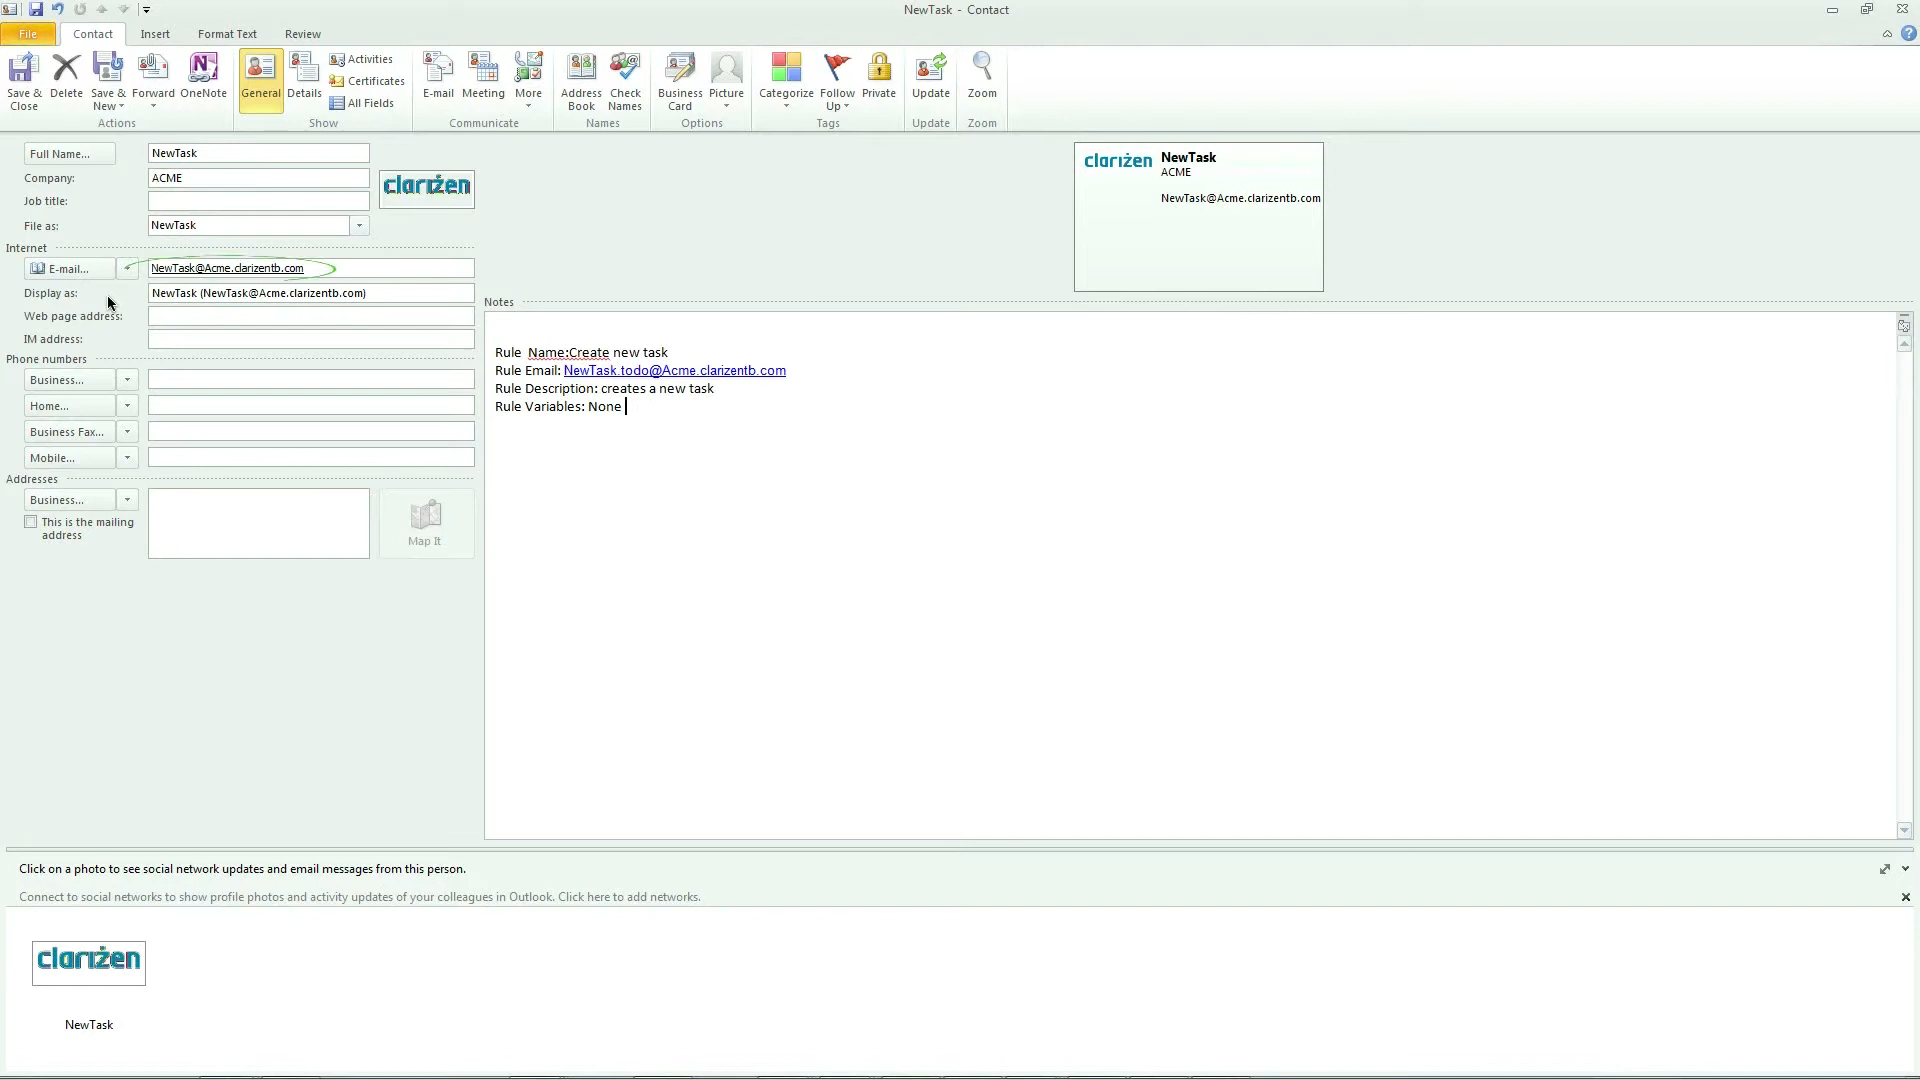 NewTask - Contact
File
Contact
Insert
Format Text
Review
Save & Close
Delete
Save & New
Forward
OneNote
Actions
General
Details
Activities
Certificates
All Fields
Show
E-mail
Meeting
More
Communicate
Address Book
Check Names
Names
Business Card
Picture
Options
Categorize
Follow Up
Private
Tags
Update
Update
Zoom
Zoom
Full Name... NewTask
Company: ACME
Job title:
File as: NewTask
clarizen
Internet
E-mail... NewTask@Acme.clarizentb.com
Display as: NewTask (NewTask@Acme.clarizentb.com)
Web page address:
IM address:
Phone numbers
Business...
Home...
Business Fax...
Mobile...
Addresses
Business...
This is the mailing
address
Map It
clarizen
NewTask
ACME
NewTask@Acme.clarizentb.com
Notes
Rule Name:Create new task
Rule Email: NewTask.todo@Acme.clarizentb.com
Rule Description: creates a new task
Rule Variables: None
Click on a photo to see social network updates and email messages from this person.
Connect to social networks to show profile photos and activity updates of your colleagues in Outlook. Click here to add networks.
clarizen
NewTask